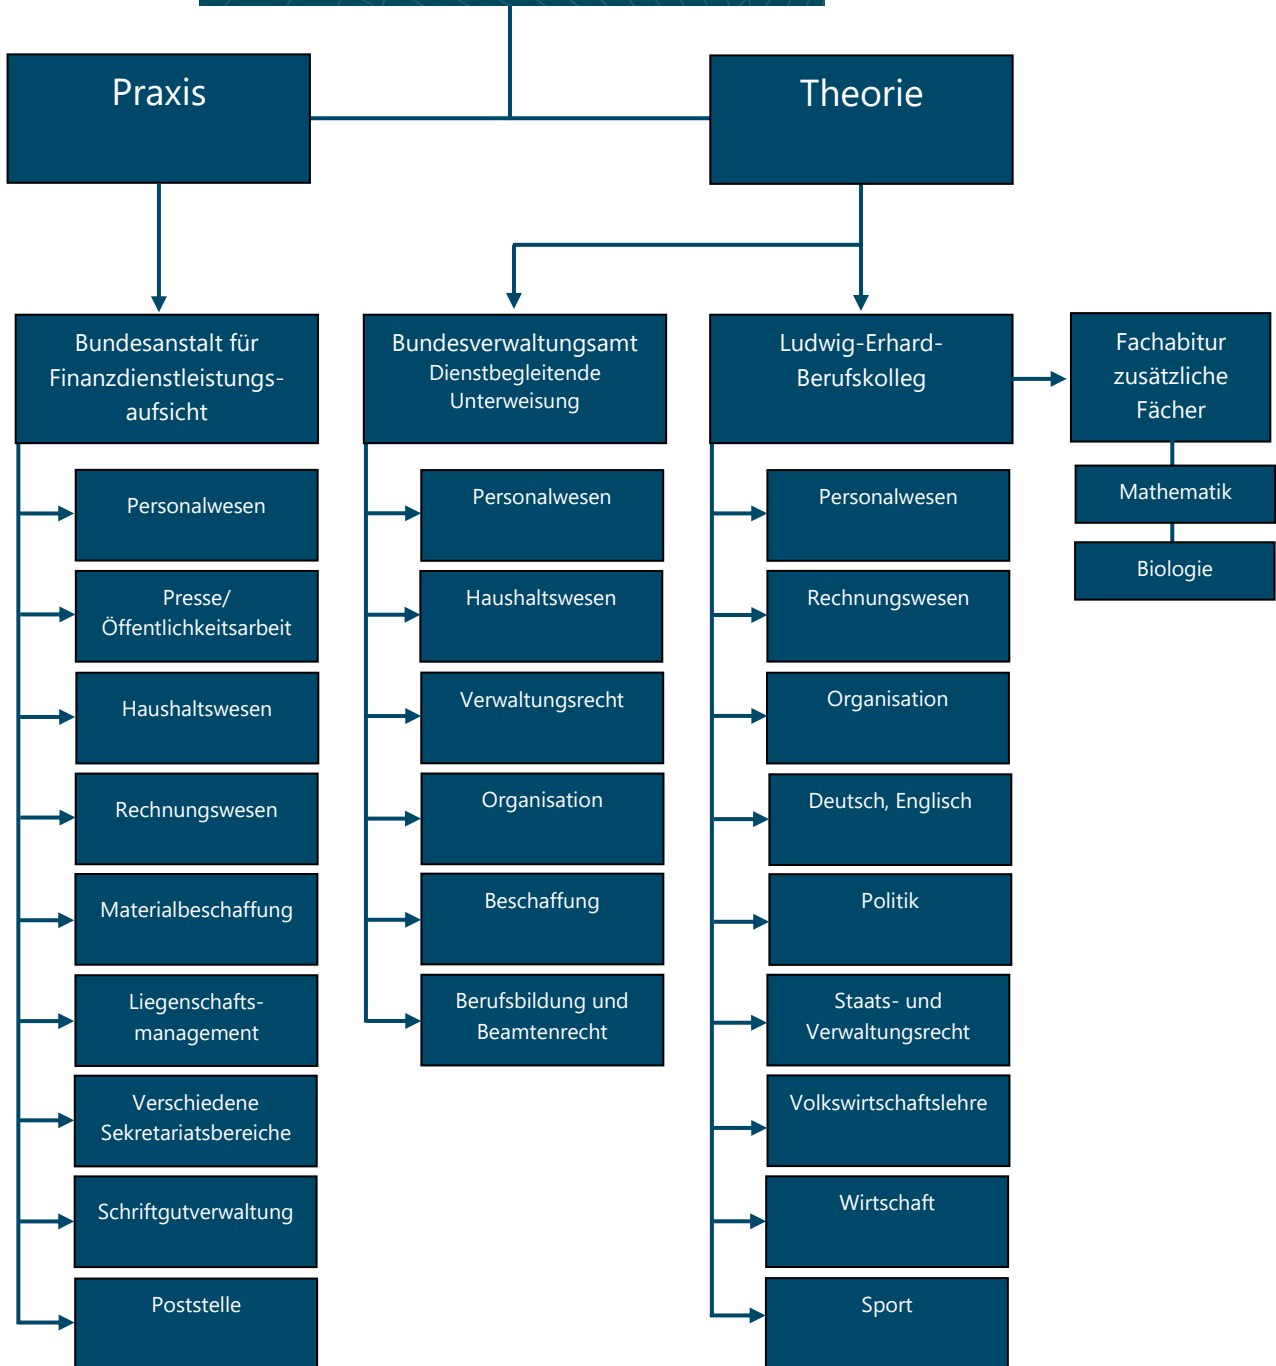 Praxis
Theorie
Bundesanstalt für
Finanzdienstleistungs-
aufsicht
Personalwesen
Presse/
Öffentlichkeitsarbeit
Haushaltswesen
Rechnungswesen
Materialbeschaffung
Liegenschafts-
management
Verschiedene
Sekretariatsbereiche
Schriftgutverwaltung
Poststelle
Bundesverwaltungsamt
Dienstbegleitende
Unterweisung
Personalwesen
Haushaltswesen
Verwaltungsrecht
Organisation
Beschaffung
Berufsbildung und
Beamtenrecht
Ludwig-Erhard-
Berufskolleg
Personalwesen
Rechnungswesen
Organisation
Deutsch, Englisch
Politik
Staats- und
Verwaltungsrecht
Volkswirtschaftslehre
Wirtschaft
Sport
Fachabitur
zusätzliche
Fächer
Mathematik
Biologie